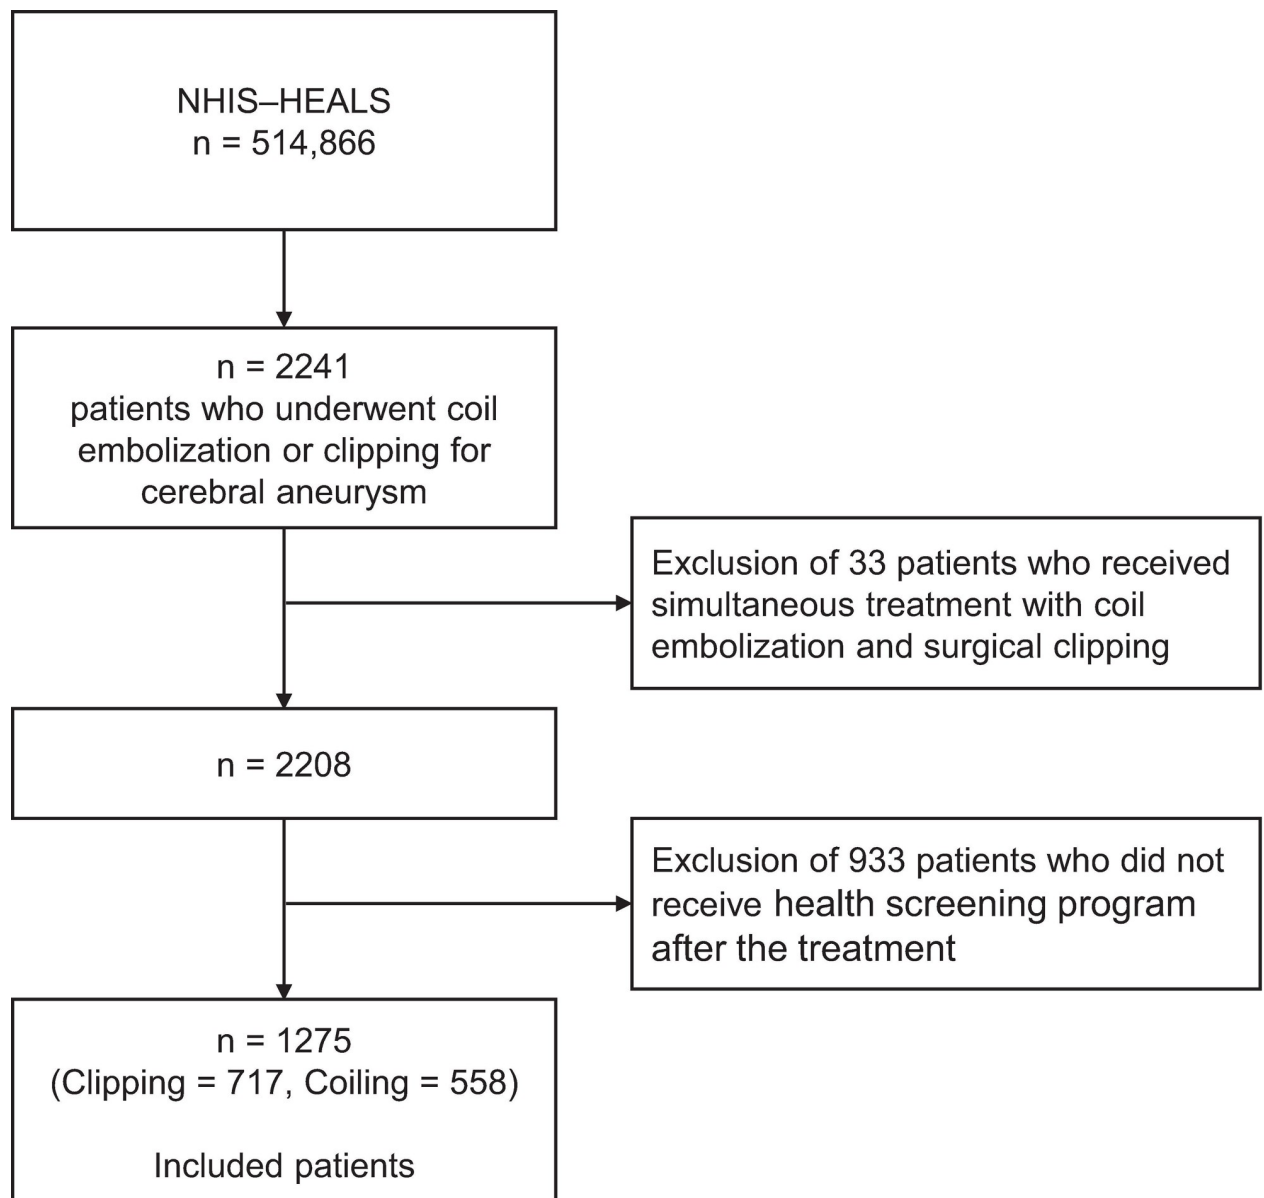 NHIS–HEALS
n = 514,866
n = 2241
patients who underwent coil
embolization or clipping for
cerebral aneurysm
Exclusion of 33 patients who received
simultaneous treatment with coil
embolization and surgical clipping
n = 2208
Exclusion of 933 patients who did not
receive health screening program
after the treatment
n = 1275
(Clipping = 717, Coiling = 558)
Included patients